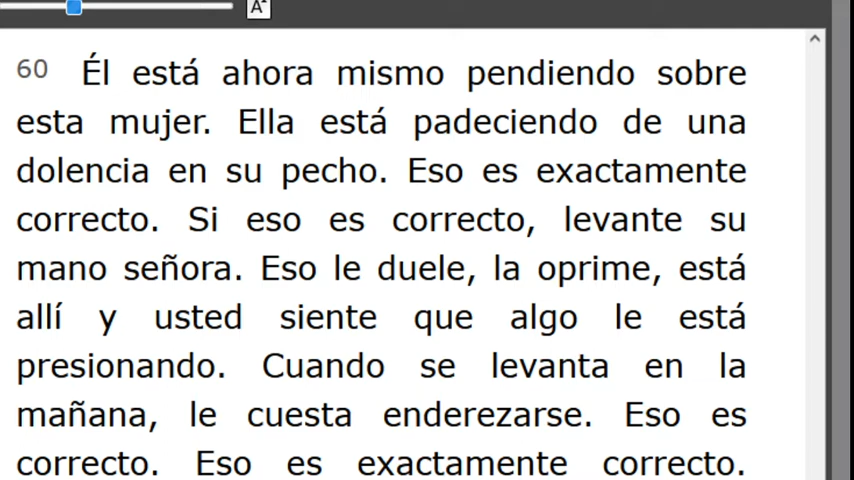 A
60 Él está ahora mismo pendiendo sobre
esta mujer. Ella está padeciendo de una
dolencia en su pecho. Eso es exactamente
correcto. Si eso es correcto, levante su
mano señora. Eso le duele, la oprime, está
allí y usted siente que algo le está
presionando. Cuando se levanta en la
mañana, le cuesta enderezarse. Eso es
correcto. Eso es exactamente correcto.